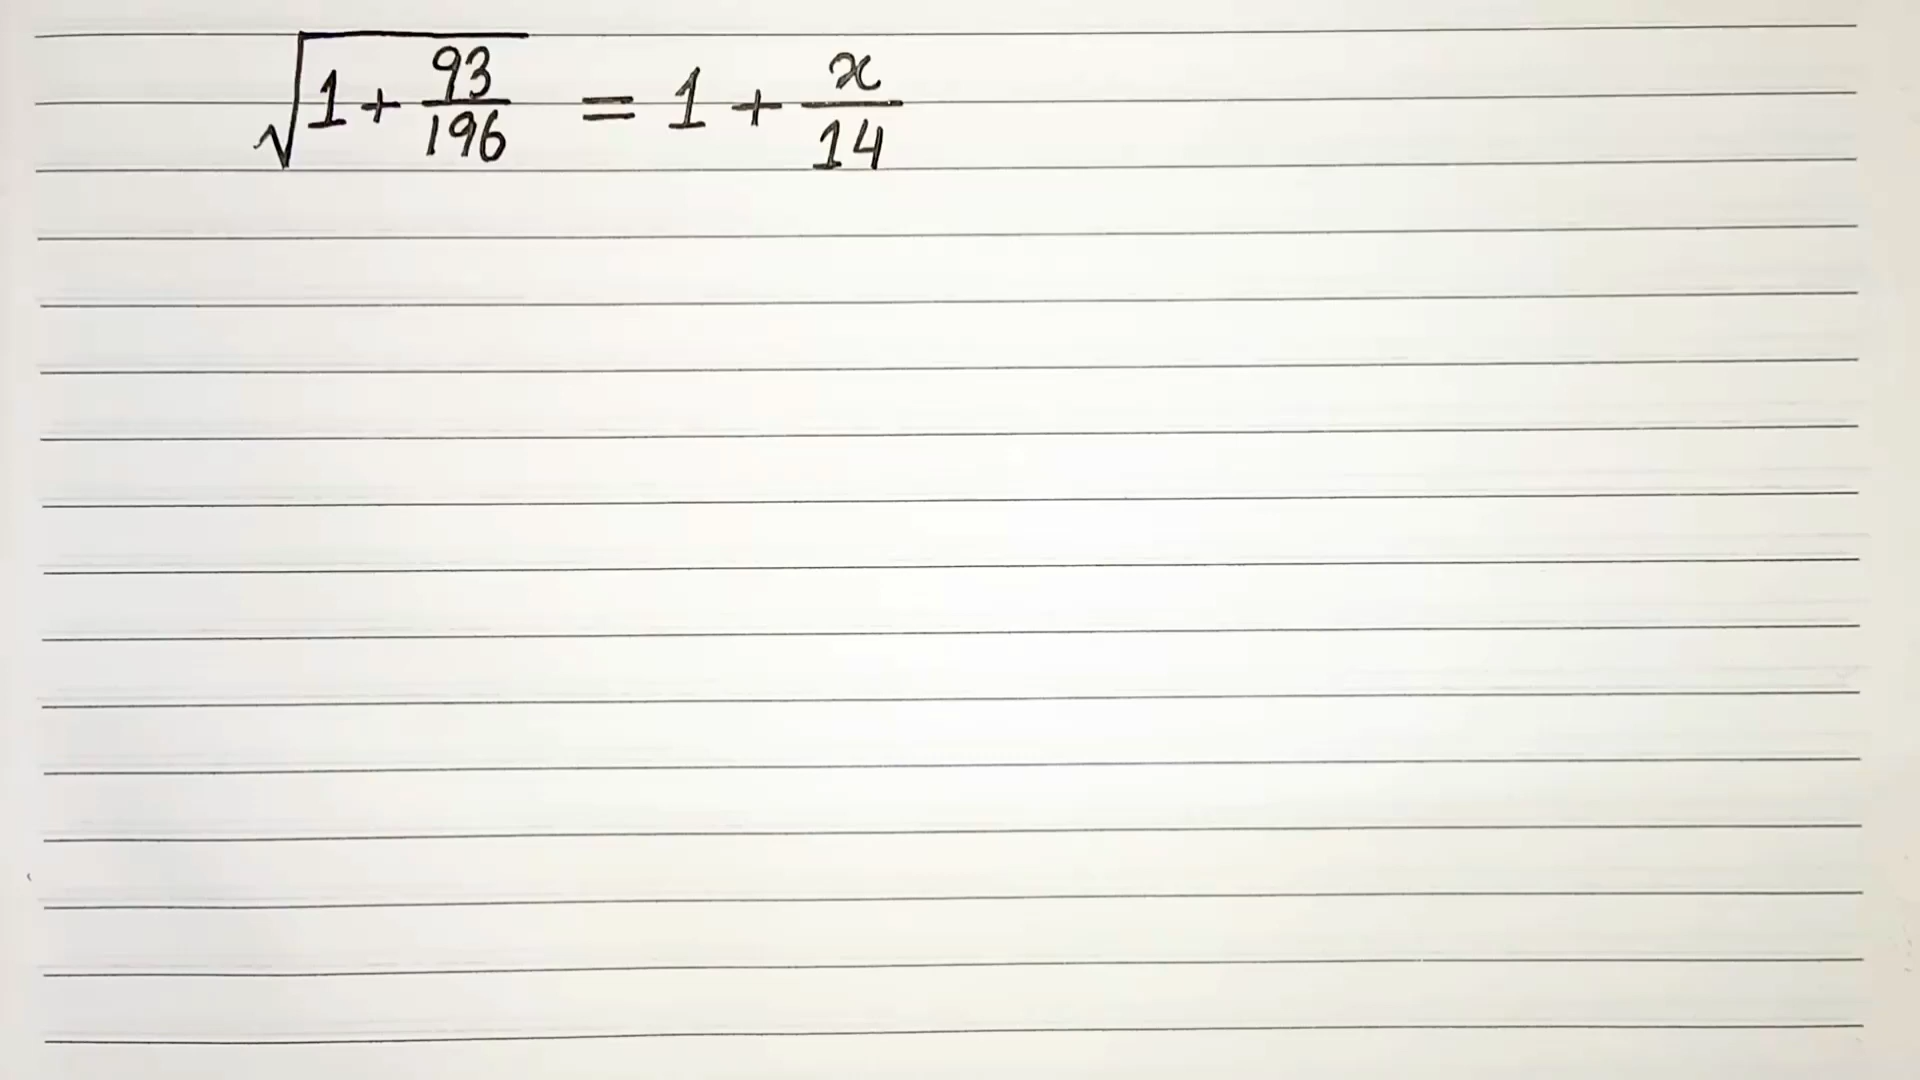 √(1 + 93/196) = 1 + x/14